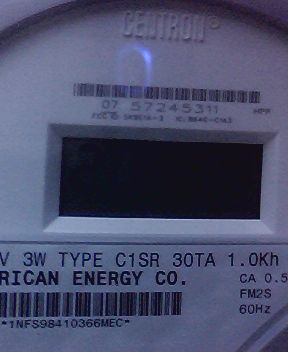 CENTRON®
07 57245311
V 3W TYPE C1SR 30TA 1.0Kh
RICAN ENERGY CO.
CA 0.5
FM2S
60Hz
*1NFS98410366MEC*